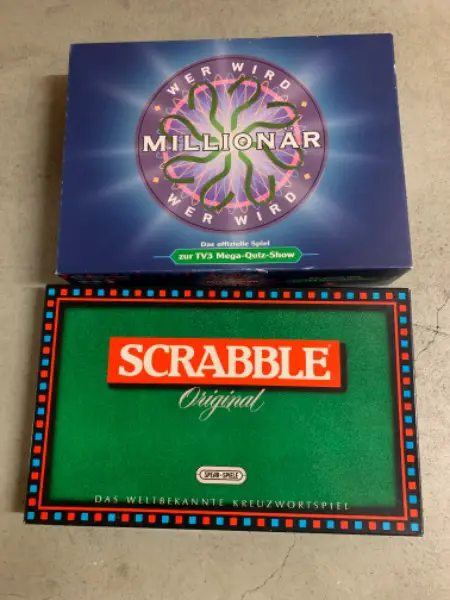 WER WIRD
MILLIONÄR
WER WIRD
Das offizielle Spiel
zur TV3 Mega-Quiz-Show
SCRABBLE
Original
SPEAR-SPIELE
DAS WELTBEKANNTE KREUZWORTSPIEL